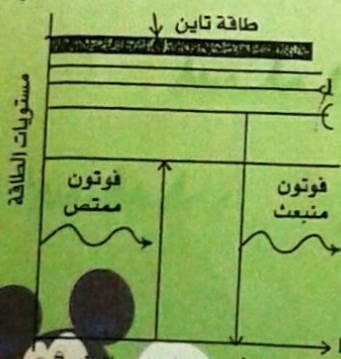 طاقة تاين
مستويات الطاقة
فوتون
ممتص
فوتون
منبعث